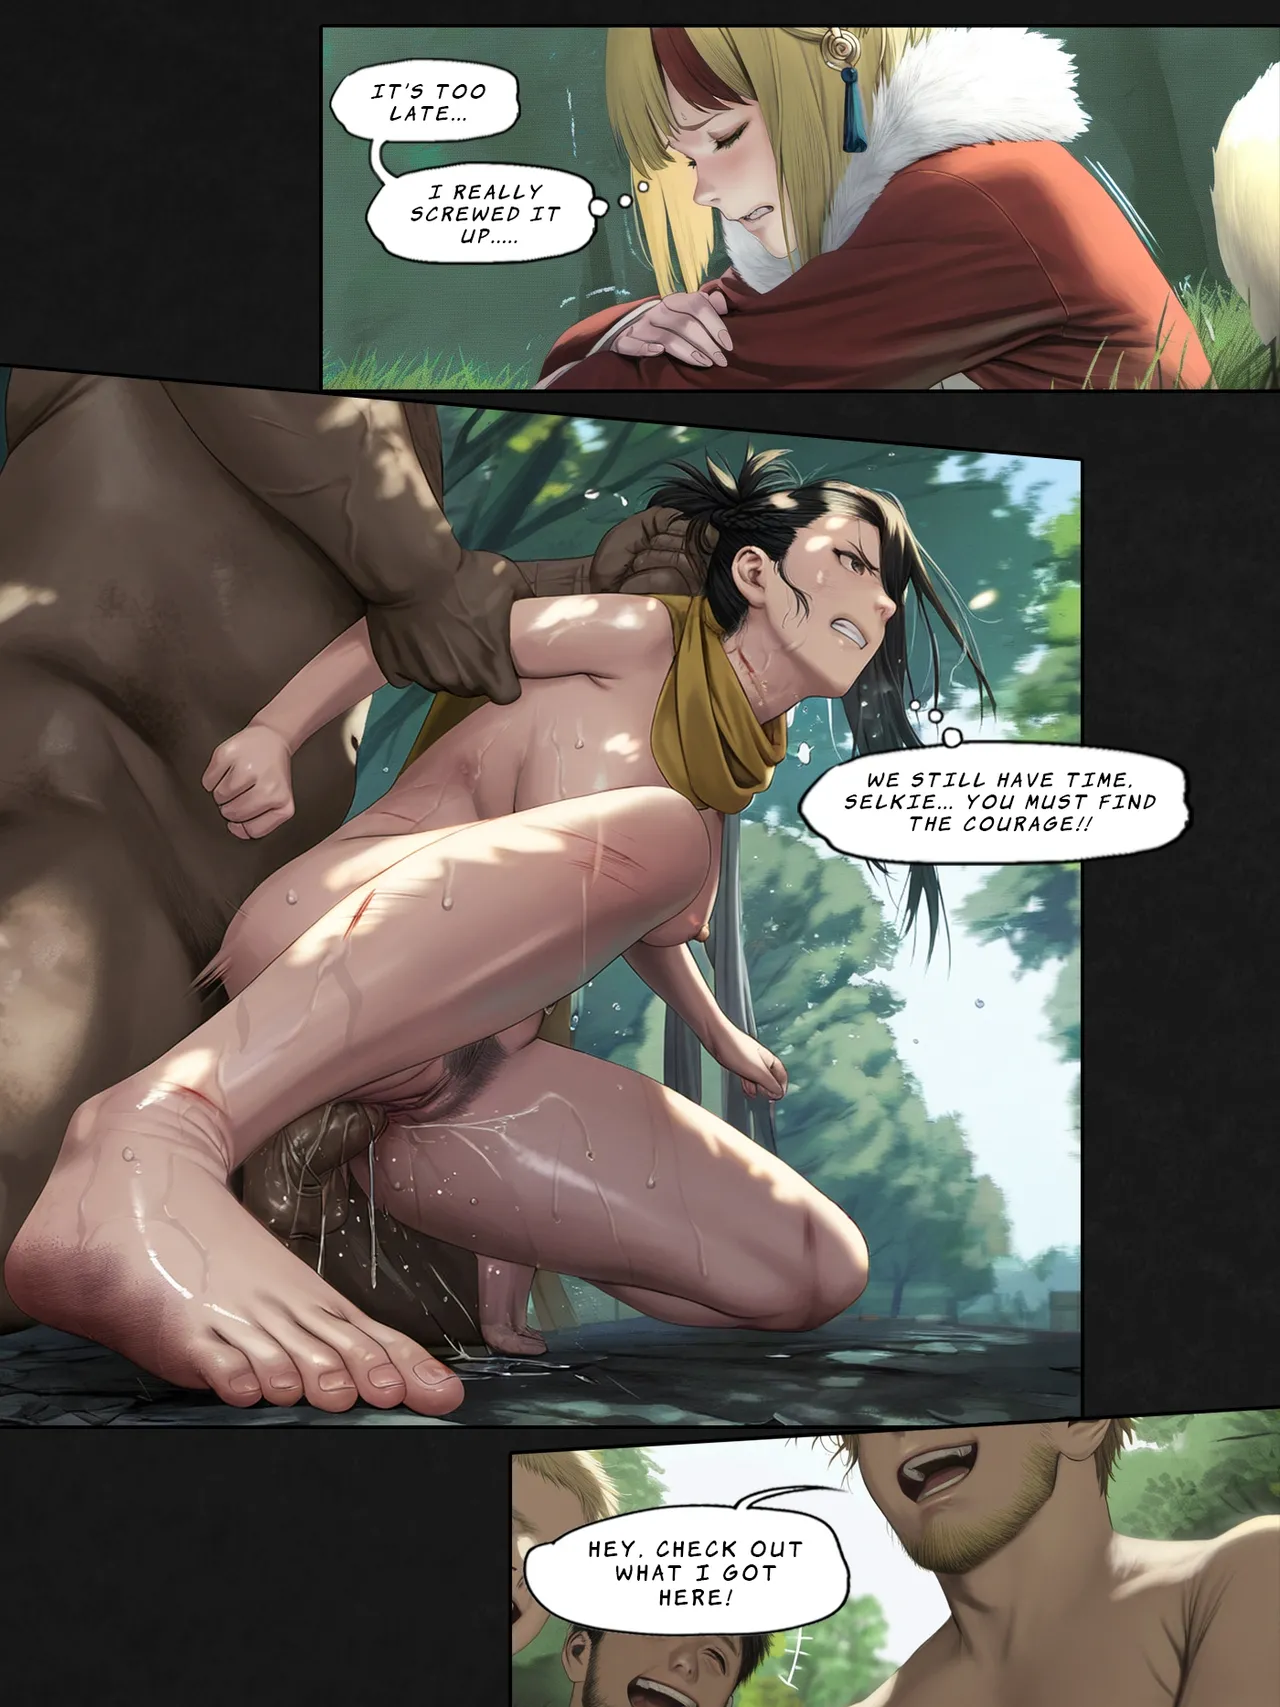 IT'S TOO
LATE...
I REALLY
SCREWED IT
UP.....
WE STILL HAVE TIME,
SELKIE... YOU MUST FIND
THE COURAGE!!
HEY, CHECK OUT
WHAT I GOT
HERE!